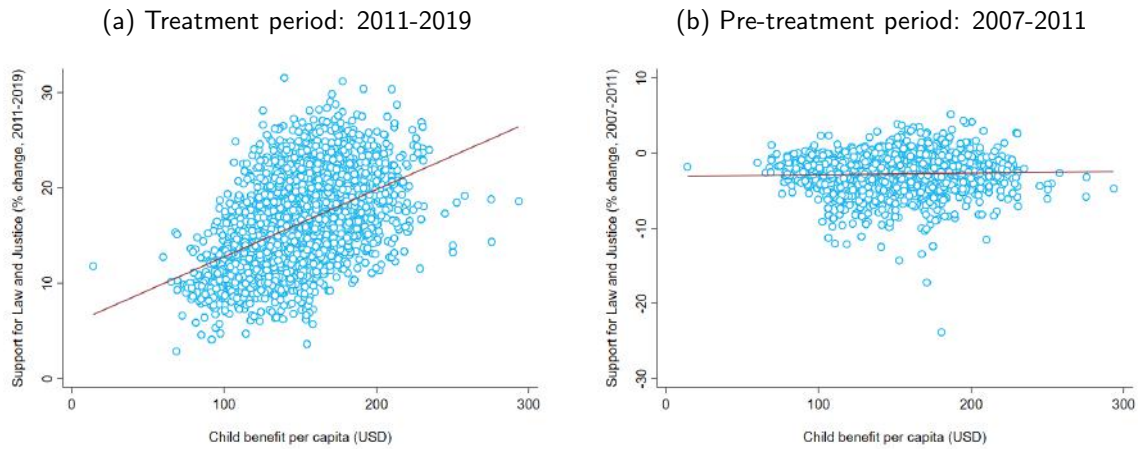 (a) Treatment period: 2011-2019
Support for Law and Justice (% change, 2011-2019)
30
20
10
0
0
100
200
300
Child benefit per capita (USD)
(b) Pre-treatment period: 2007-2011
Support for Law and Justice (% change, 2007-2011)
10
0
-10
-20
-30
0
100
200
300
Child benefit per capita (USD)